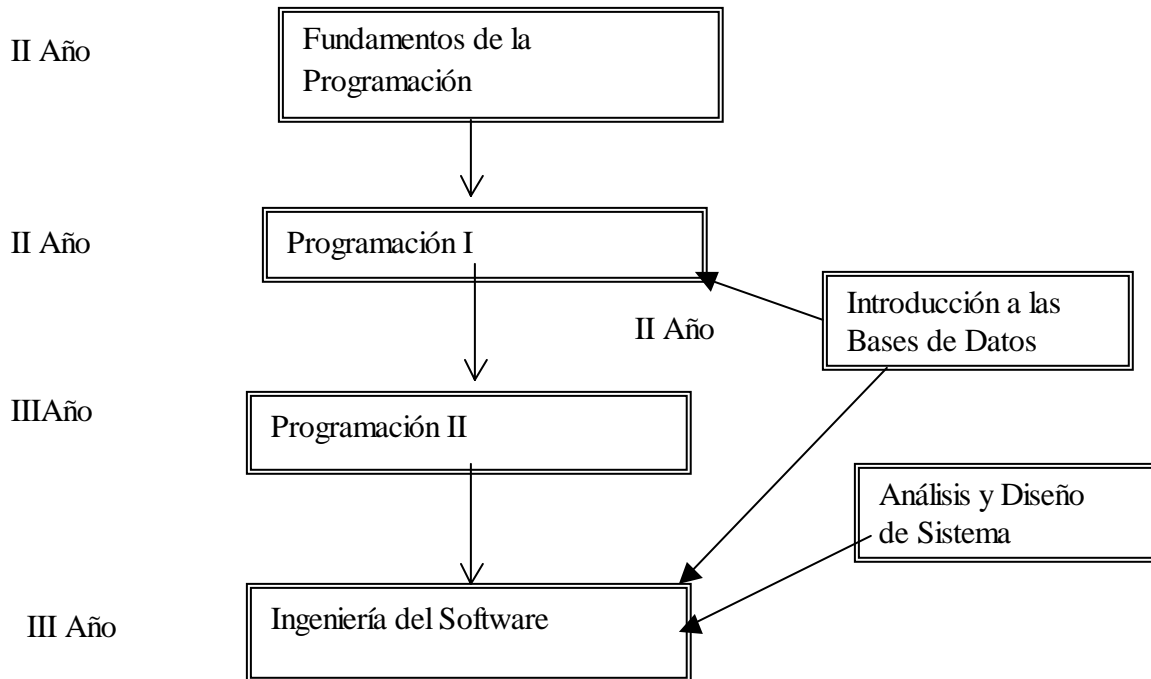 II Año
Fundamentos de la
Programación
II Año
Programación I
II Año
Introducción a las
Bases de Datos
IIIAño
Programación II
Análisis y Diseño
de Sistema
III Año
Ingeniería del Software